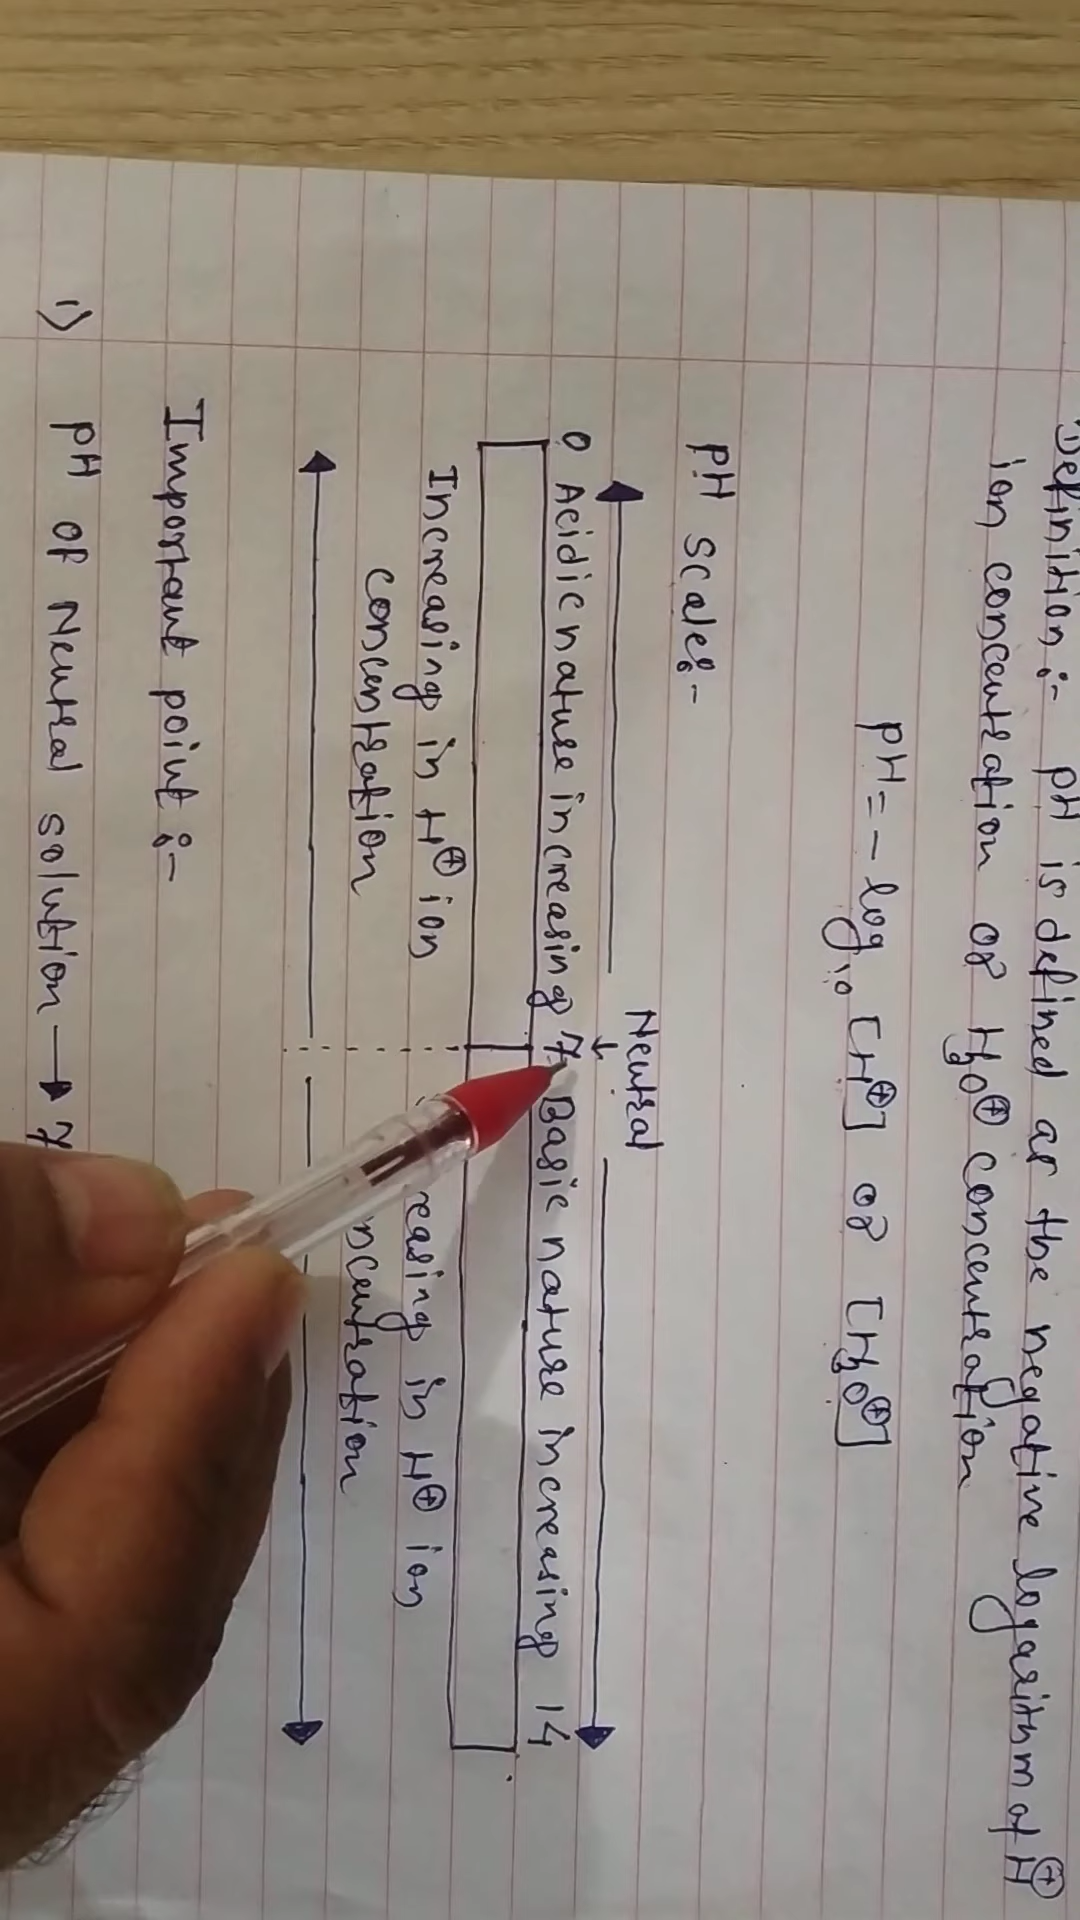 Definition :- pH is defined as the negative logarithm of H⊕
ion concentration or H₃O⊕ concentration
pH = - log₁₀ [H⊕] or [H₃O⊕]
pH scale :-
Neutral
0 Acidic nature increasing 7 Basic nature increasing 14
Increasing in H⊕ ion reasing in H⊕ ion
concentration ncentration
Important point :-
1) pH of Neutral solution → 7